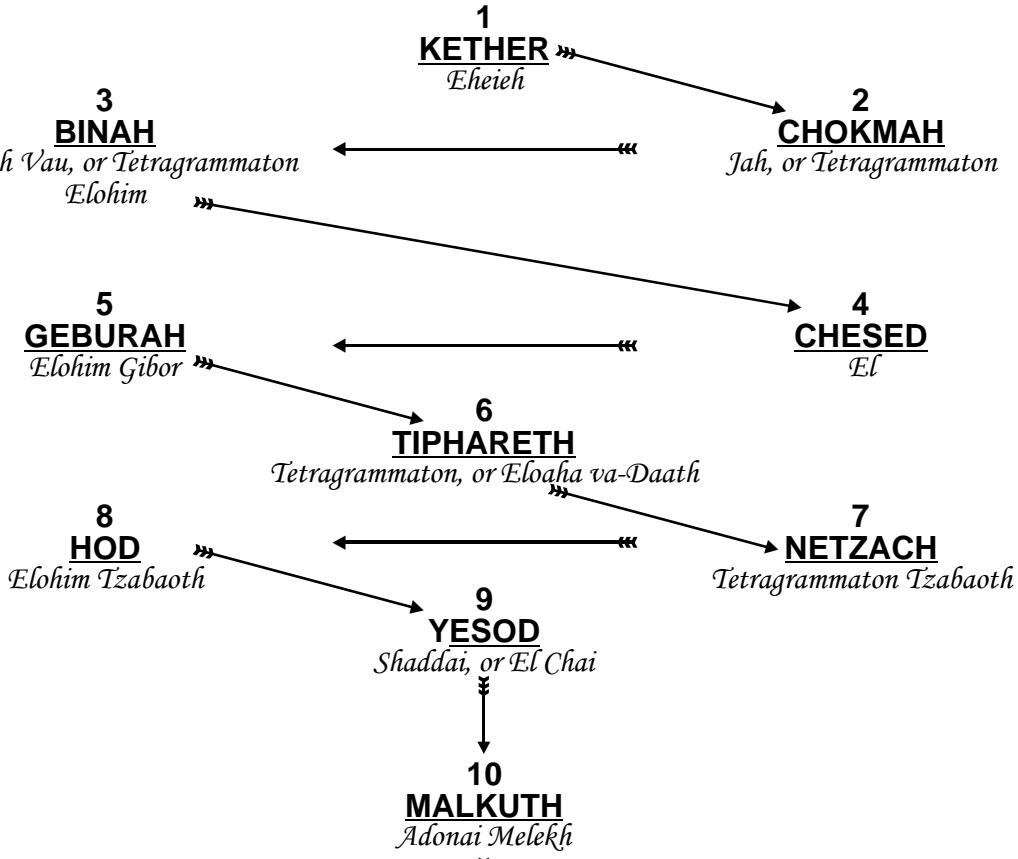 1
KETHER
Eheieh
3
BINAH
h Vau, or Tetragrammaton
Elohim
2
CHOKMAH
Jah, or Tetragrammaton
5
GEBURAH
Elohim Gibor
4
CHESED
El
6
TIPHARETH
Tetragrammaton, or Eloaha va-Daath
8
HOD
Elohim Tzabaoth
7
NETZACH
Tetragrammaton Tzabaoth
9
YESOD
Shaddai, or El Chai
10
MALKUTH
Adonai Melekh